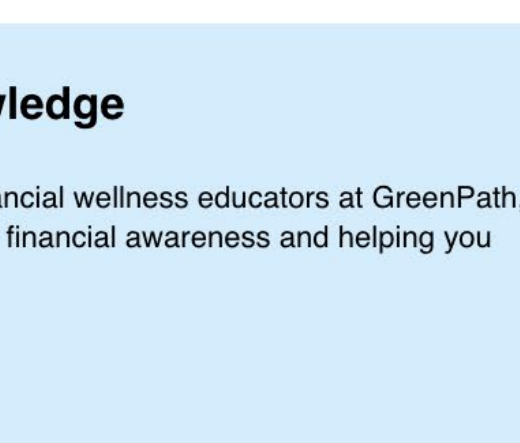 wledge
ancial wellness educators at GreenPath,
financial awareness and helping you